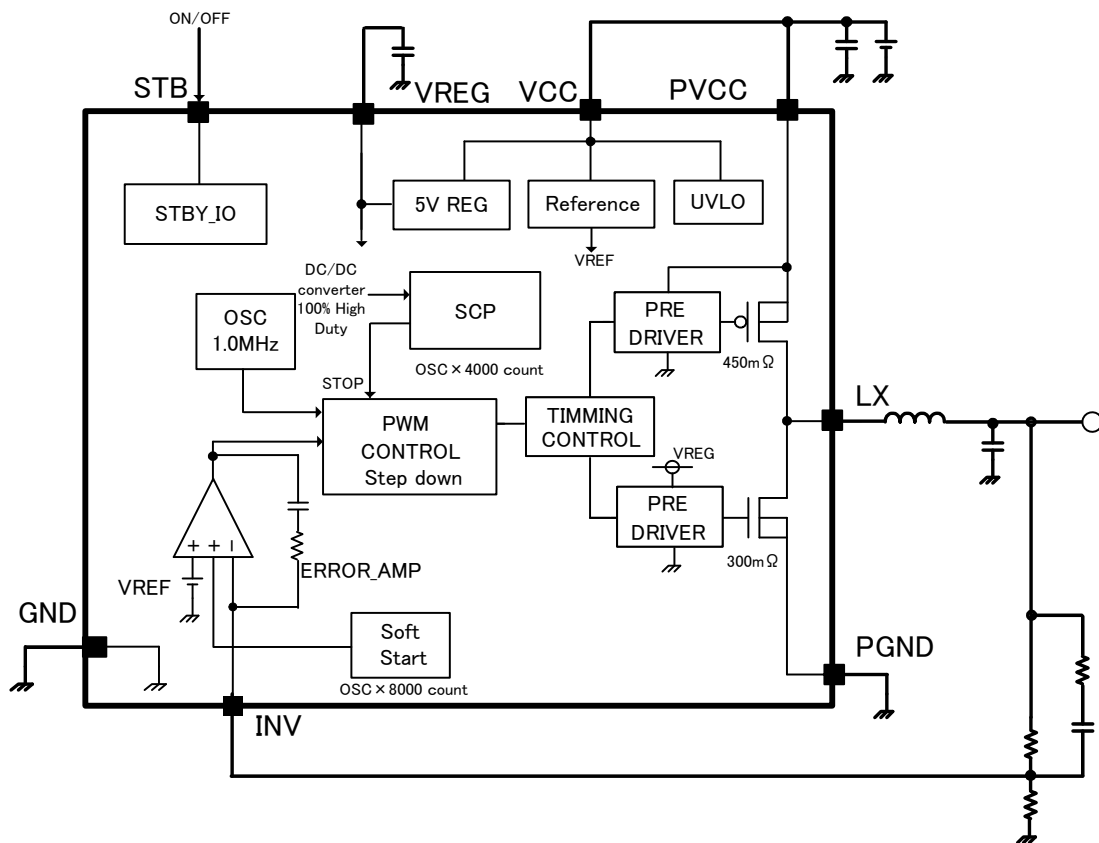 ON/OFF
STB
VREG
VCC
PVCC
STBY_IO
5V REG
Reference
UVLO
VREF
DC/DC
converter
100% High
Duty
OSC
1.0MHz
SCP
OSC×4000 count
PRE
DRIVER
450mΩ
STOP
PWM
CONTROL
Step down
TIMMING
CONTROL
LX
VREG
PRE
DRIVER
300mΩ
+ + −
VREF
ERROR_AMP
GND
Soft
Start
OSC×8000 count
PGND
INV